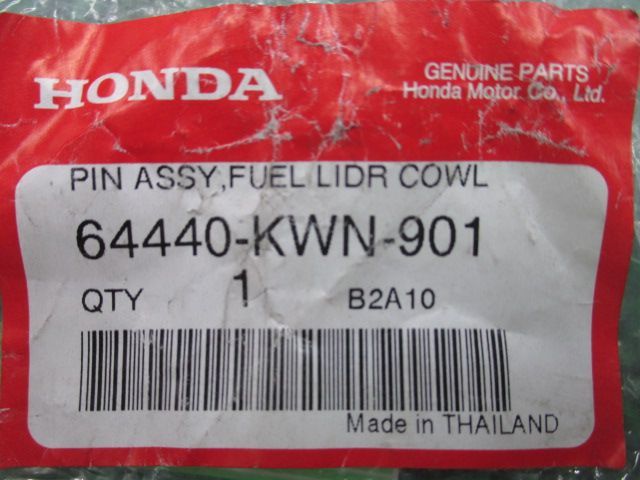 HONDA
GENUINE PARTS
Honda Motor Co., Ltd.
PIN ASSY,FUEL LIDR COWL
64440-KWN-901
QTY 1 B2A10
Made in THAILAND